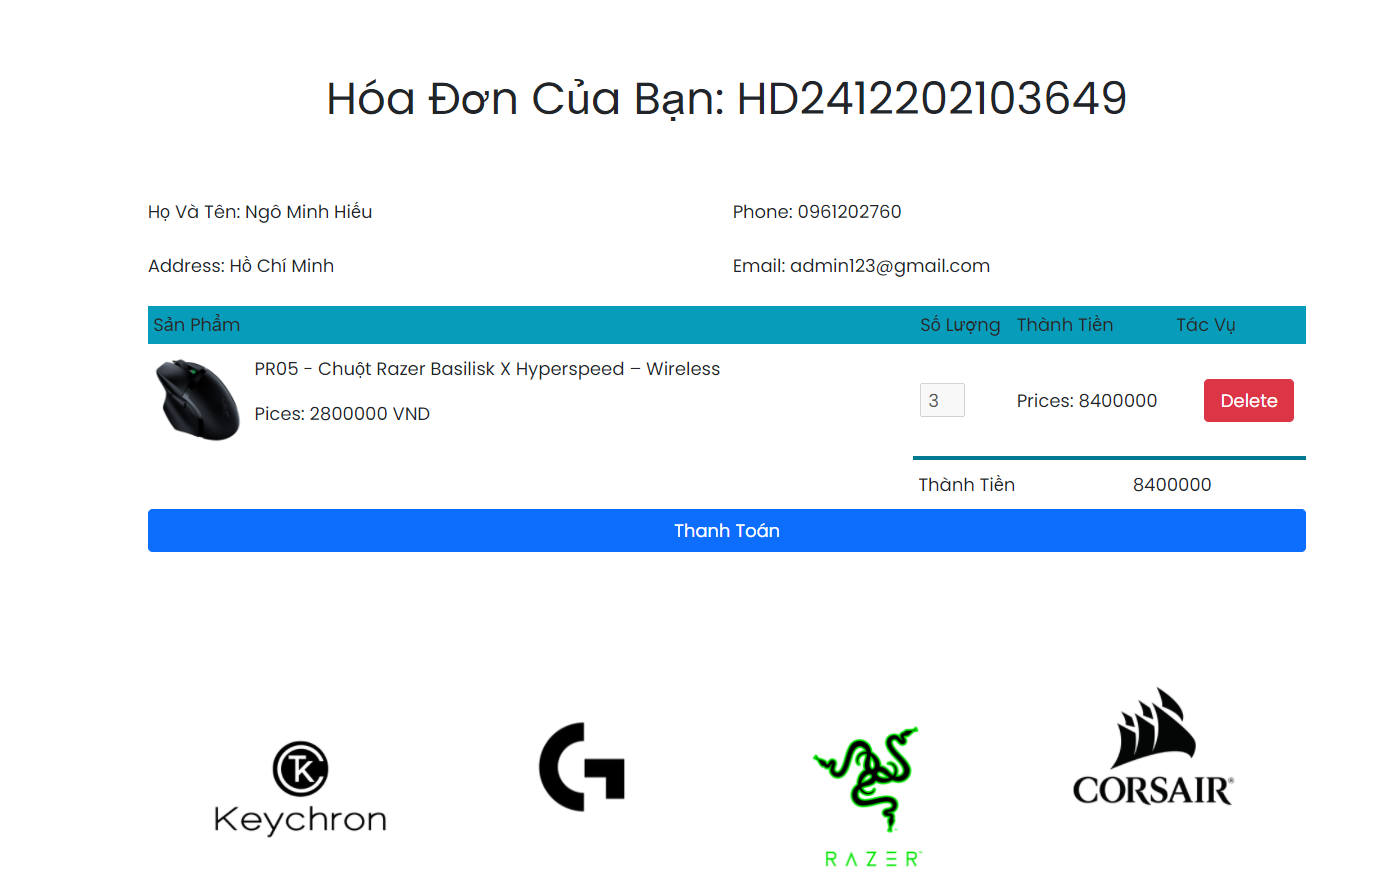 Hóa Đơn Của Bạn: HD2412202103649
Họ Và Tên: Ngô Minh Hiếu
Phone: 0961202760
Address: Hồ Chí Minh
Email: admin123@gmail.com
Sản Phẩm Số Lượng Thành Tiền Tác Vụ
PR05 - Chuột Razer Basilisk X Hyperspeed – Wireless
Pices: 2800000 VND
3 Prices: 8400000 Delete
Thành Tiền 8400000
Thanh Toán
Keychron
RAZER™
CORSAIR®